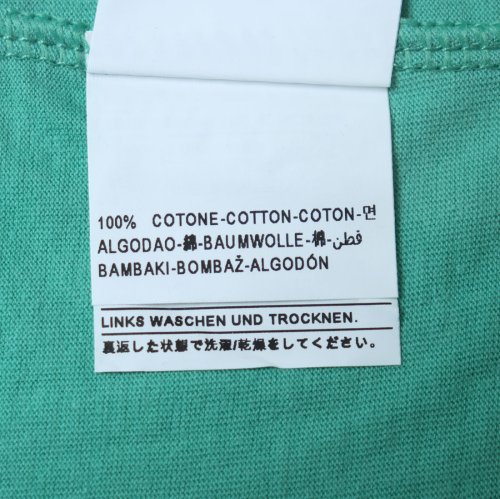 100% COTONE-COTTON-COTON-면
ALGODAO-綿-BAUMWOLLE-棉-قطن
BAMBAKI-BOMBAŽ-ALGODÓN
LINKS WASCHEN UND TROCKNEN.
裏返した状態で洗濯/乾燥をしてください。